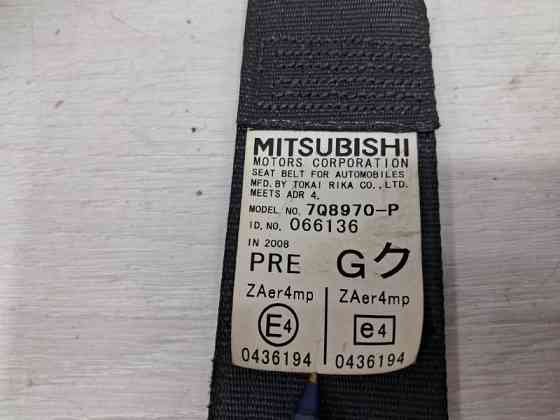 MITSUBISHI
MOTORS CORPORATION
SEAT BELT FOR AUTOMOBILES
MFD. BY TOKAI RIKA CO., LTD.
MEETS ADR 4.
MODEL NO. 7Q8970-P
ID. NO. 066136
IN 2008
PRE Gク
ZAer4mp ZAer4mp
E4 e4
0436194 0436194